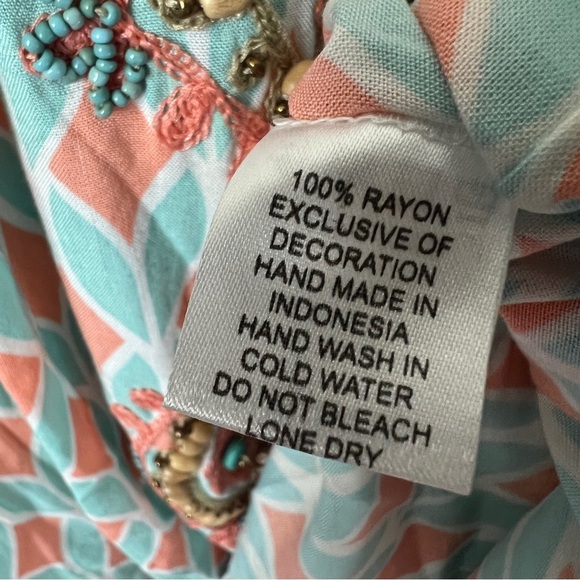 100% RAYON
EXCLUSIVE OF
DECORATION
HAND MADE IN
INDONESIA
HAND WASH IN
COLD WATER
DO NOT BLEACH
LONE DRY